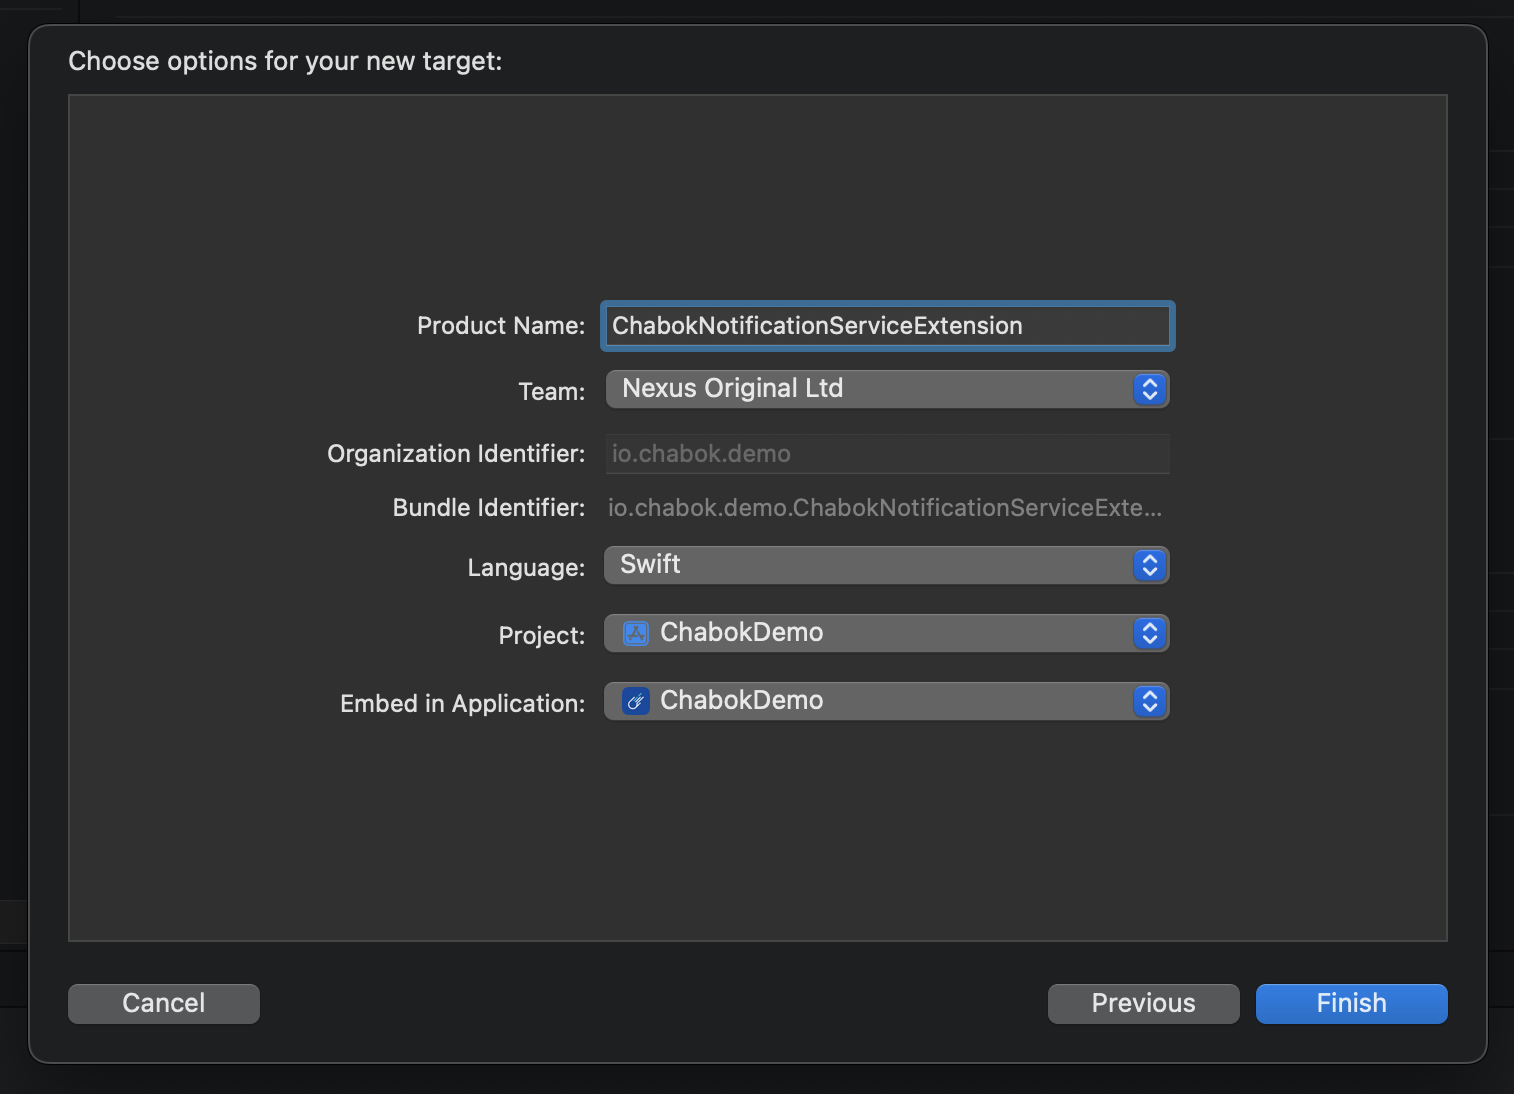 Choose options for your new target:
Product Name: ChabokNotificationServiceExtension
Team: Nexus Original Ltd
Organization Identifier: io.chabok.demo
Bundle Identifier: io.chabok.demo.ChabokNotificationServiceExte...
Language: Swift
Project: ChabokDemo
Embed in Application: ChabokDemo
Cancel Previous Finish